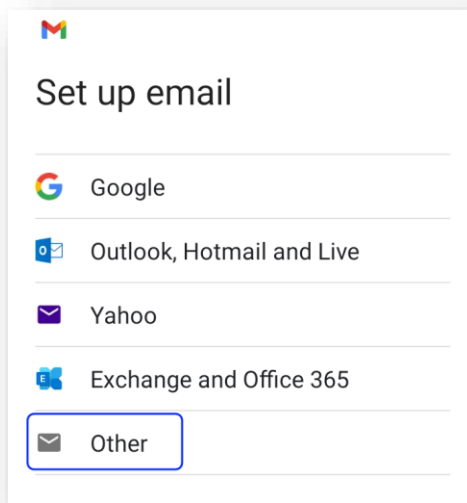 Set up email
Google
Outlook, Hotmail and Live
Yahoo
Exchange and Office 365
Other